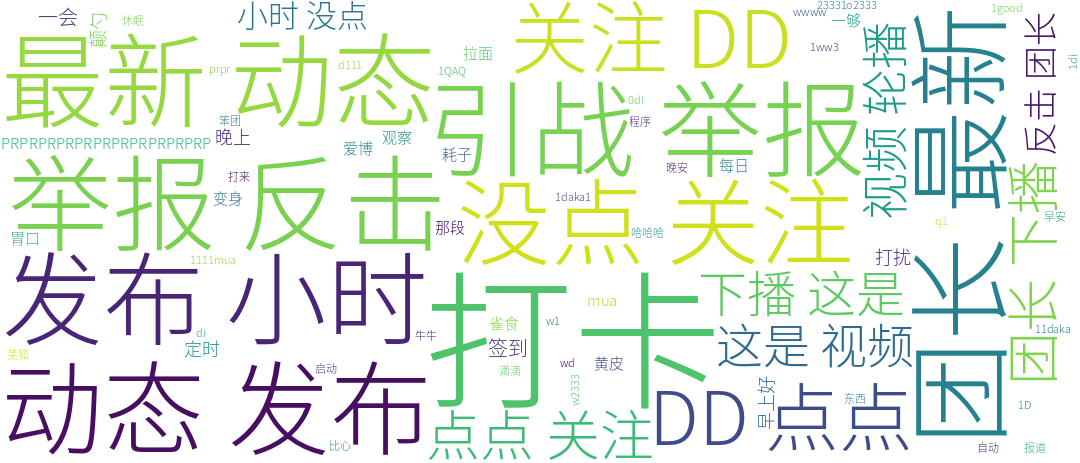 一会
颠勺
休眠
小时 没点
关注 DD
wwww
23331o2333
一够
1good
最新 动态
prpr
d111
拉面
1QAQ
1ww3
轮播
最新
反击 团长
1di
引战 举报
0di
程序
笨团
晚上
观察
爱博
耗子
晚安
每日
PRPRPRPRPRPRPRPRPRPRP
举报 反击
打来
变身
那段
胃口
1daka1
没点 关注
哈哈哈
视频
q1
下播
早安
1111mua
打扰
发布 小时
打卡
下播 这是
mua
团长
di
定时
牛牛
雀食
w1
签到
滴滴
wd
黄皮
w2333
这是 视频
11daka
芜狐
动态 发布
启动
比心
点点 关注
DD 点点
早上好
东西
团长
1D
自动
报道